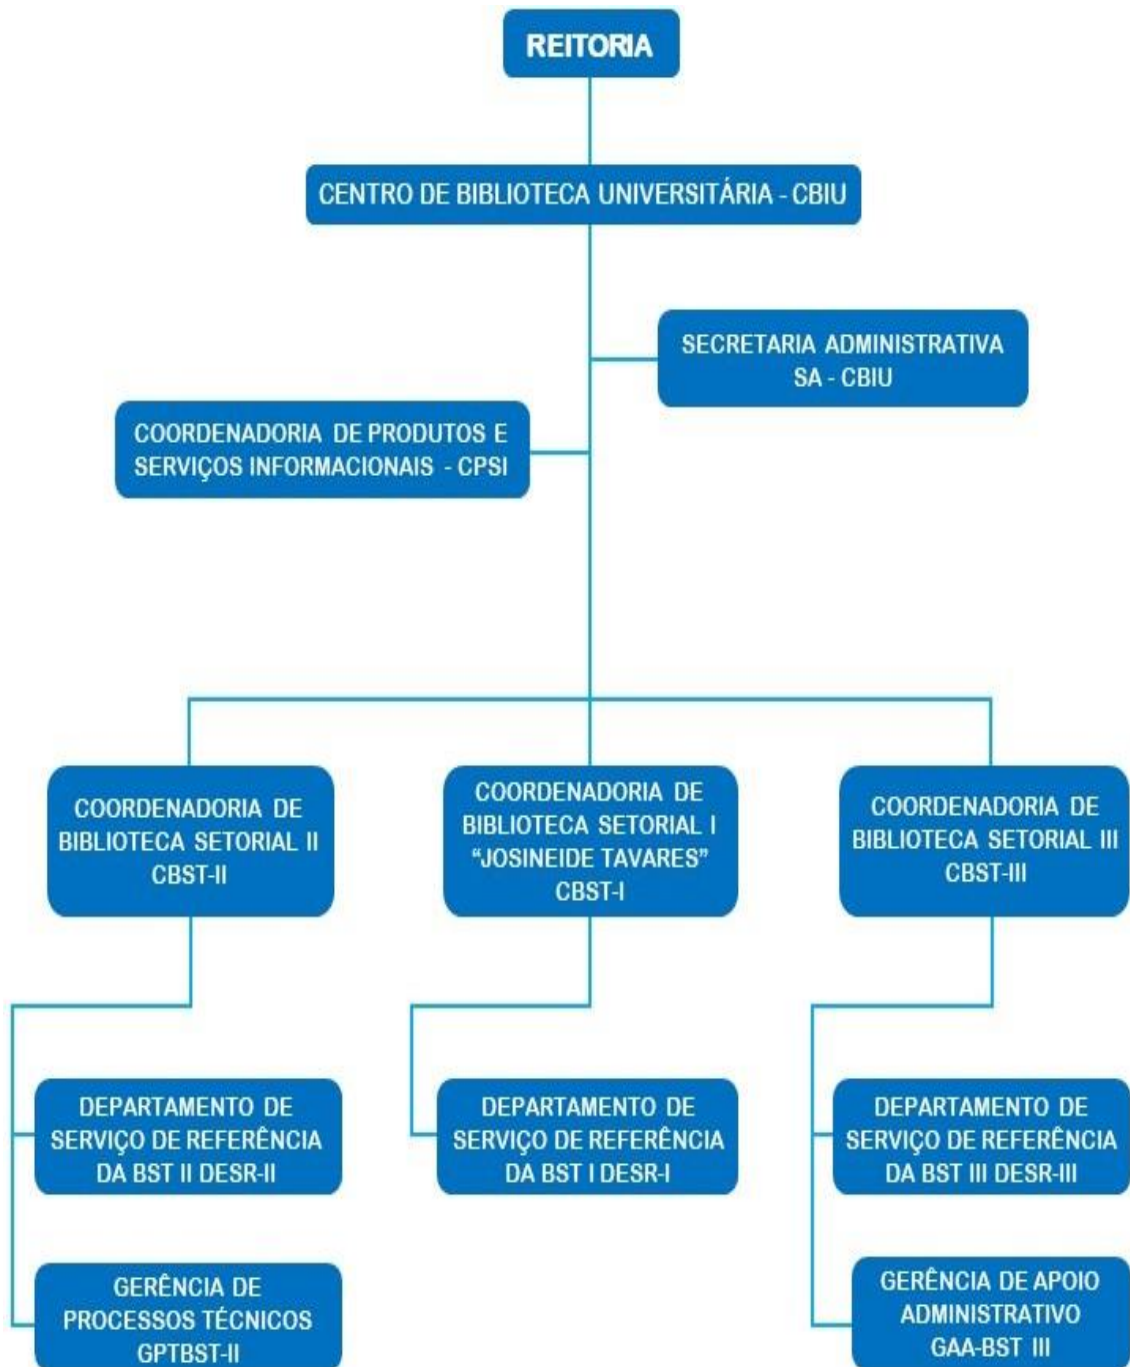 REITORIA
CENTRO DE BIBLIOTECA UNIVERSITÁRIA - CBIU
SECRETARIA ADMINISTRATIVA
SA - CBIU
COORDENADORIA DE PRODUTOS E
SERVIÇOS INFORMACIONAIS - CPSI
COORDENADORIA DE
BIBLIOTECA SETORIAL II
CBST-II
COORDENADORIA DE
BIBLIOTECA SETORIAL I
“JOSINEIDE TAVARES”
CBST-I
COORDENADORIA DE
BIBLIOTECA SETORIAL III
CBST-III
DEPARTAMENTO DE
SERVIÇO DE REFERÊNCIA
DA BST II DESR-II
DEPARTAMENTO DE
SERVIÇO DE REFERÊNCIA
DA BST I DESR-I
DEPARTAMENTO DE
SERVIÇO DE REFERÊNCIA
DA BST III DESR-III
GERÊNCIA DE
PROCESSOS TÉCNICOS
GPTBST-II
GERÊNCIA DE APOIO
ADMINISTRATIVO
GAA-BST III